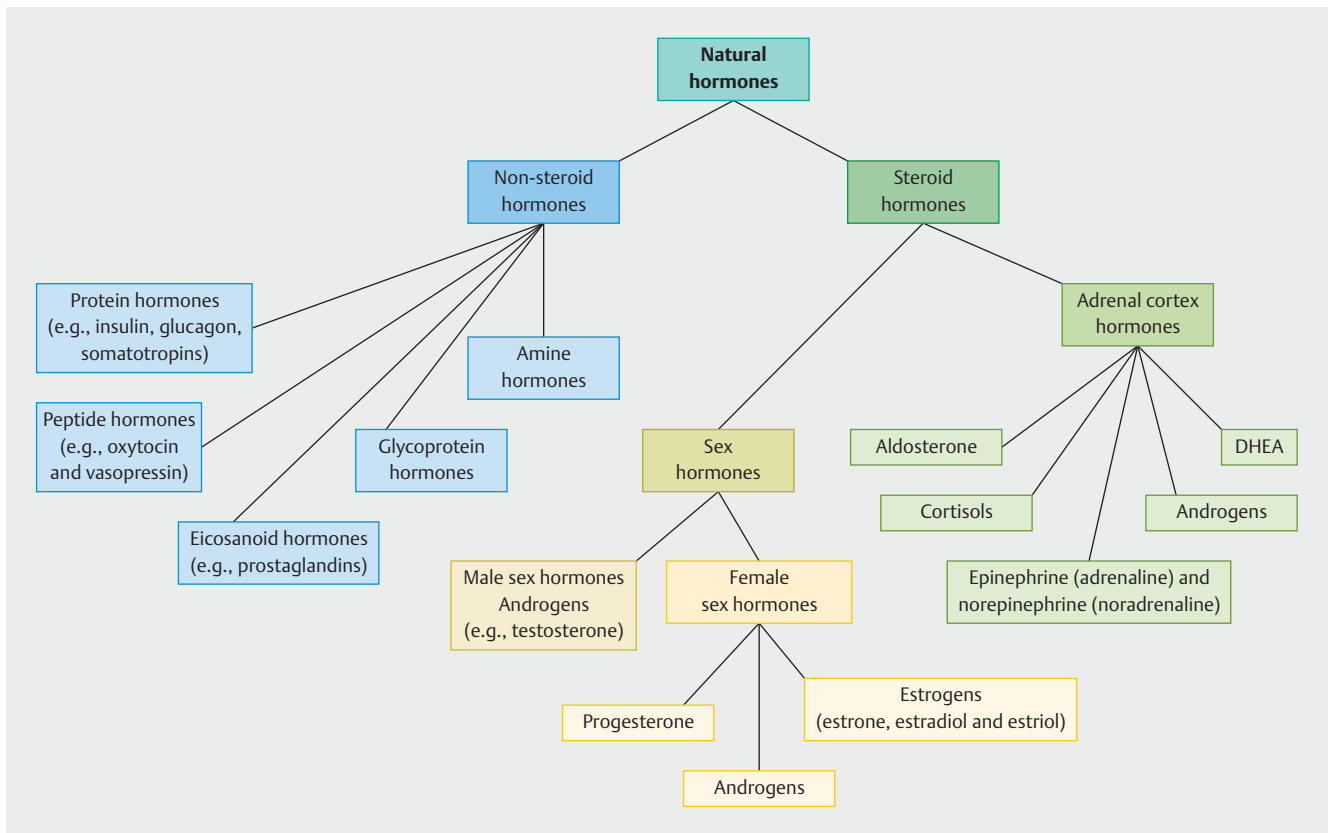 Natural
hormones
Non-steroid
hormones
Steroid
hormones
Protein hormones
(e.g., insulin, glucagon,
somatotropins)
Adrenal cortex
hormones
Amine
hormones
Peptide hormones
(e.g., oxytocin
and vasopressin)
Glycoprotein
hormones
Sex
hormones
Aldosterone
DHEA
Cortisols
Androgens
Eicosanoid hormones
(e.g., prostaglandins)
Male sex hormones
Androgens
(e.g., testosterone)
Female
sex hormones
Epinephrine (adrenaline) and
norepinephrine (noradrenaline)
Progesterone
Estrogens
(estrone, estradiol and estriol)
Androgens